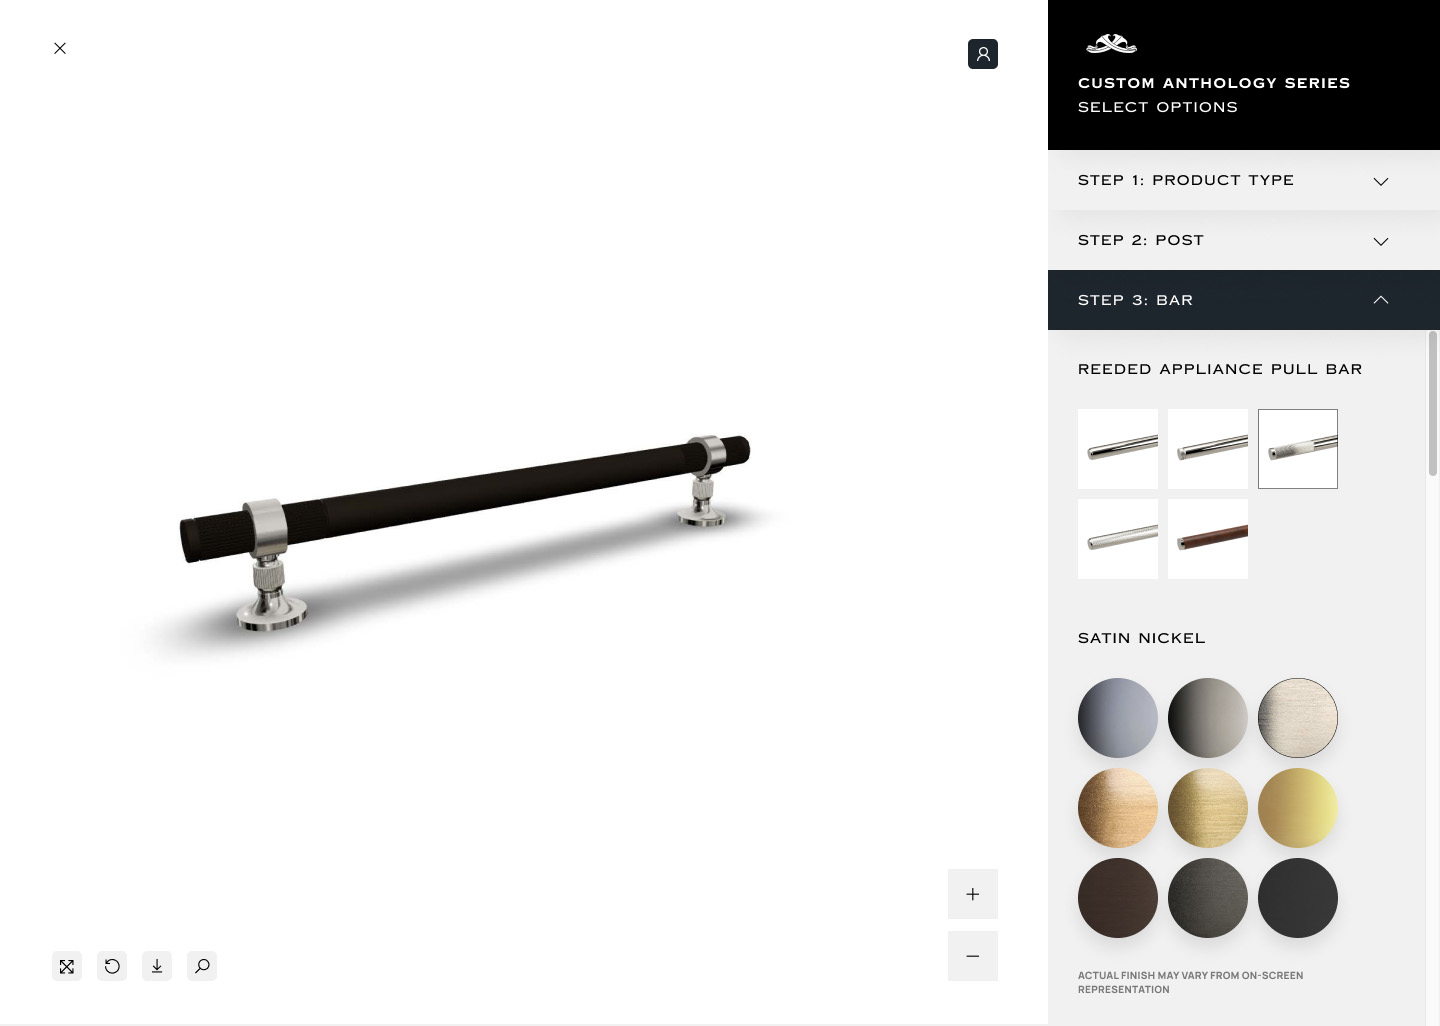 CUSTOM ANTHOLOGY SERIES
SELECT OPTIONS
STEP 1: PRODUCT TYPE
STEP 2: POST
STEP 3: BAR
REEDED APPLIANCE PULL BAR
SATIN NICKEL
ACTUAL FINISH MAY VARY FROM ON-SCREEN
REPRESENTATION